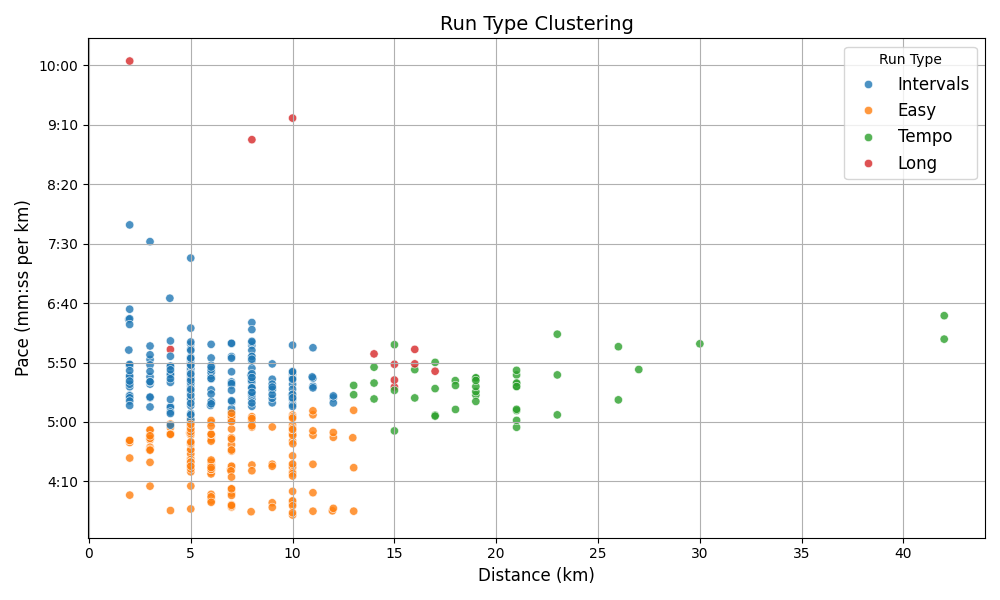 Run Type Clustering
Pace (mm:ss per km)
10:00
9:10
8:20
7:30
6:40
5:50
5:00
4:10
Run Type
Intervals
Easy
Tempo
Long
0 5 10 15 20 25 30 35 40
Distance (km)